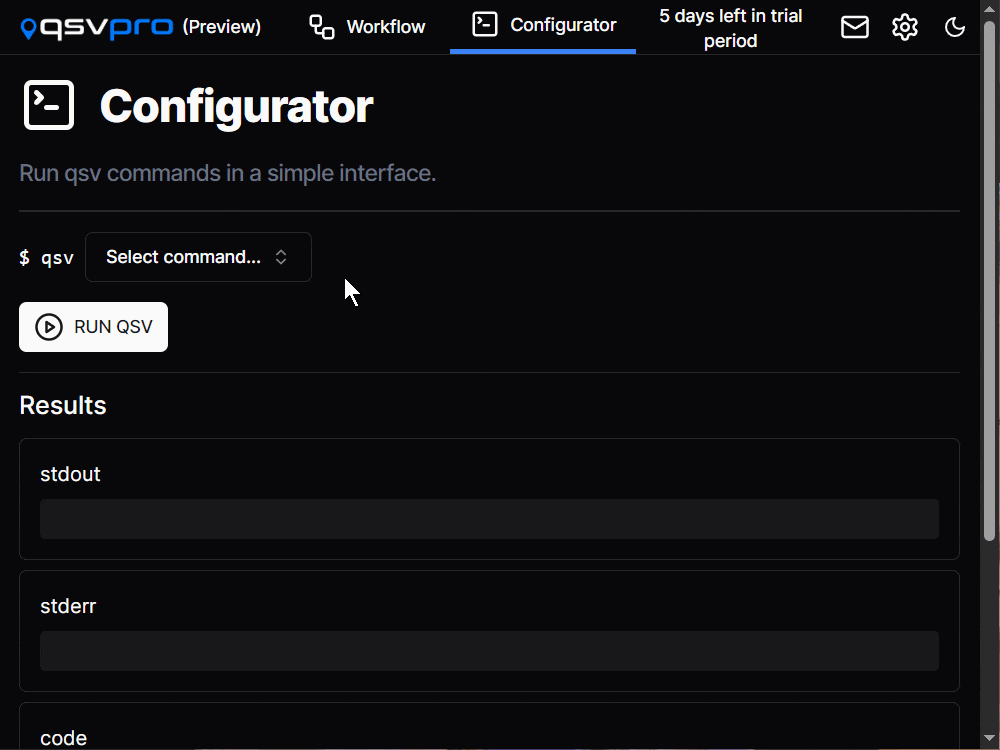 qsvpro (Preview)
Workflow
Configurator
5 days left in trial
period
Configurator
Run qsv commands in a simple interface.
$ qsv
Select command...
RUN QSV
Results
stdout
stderr
code